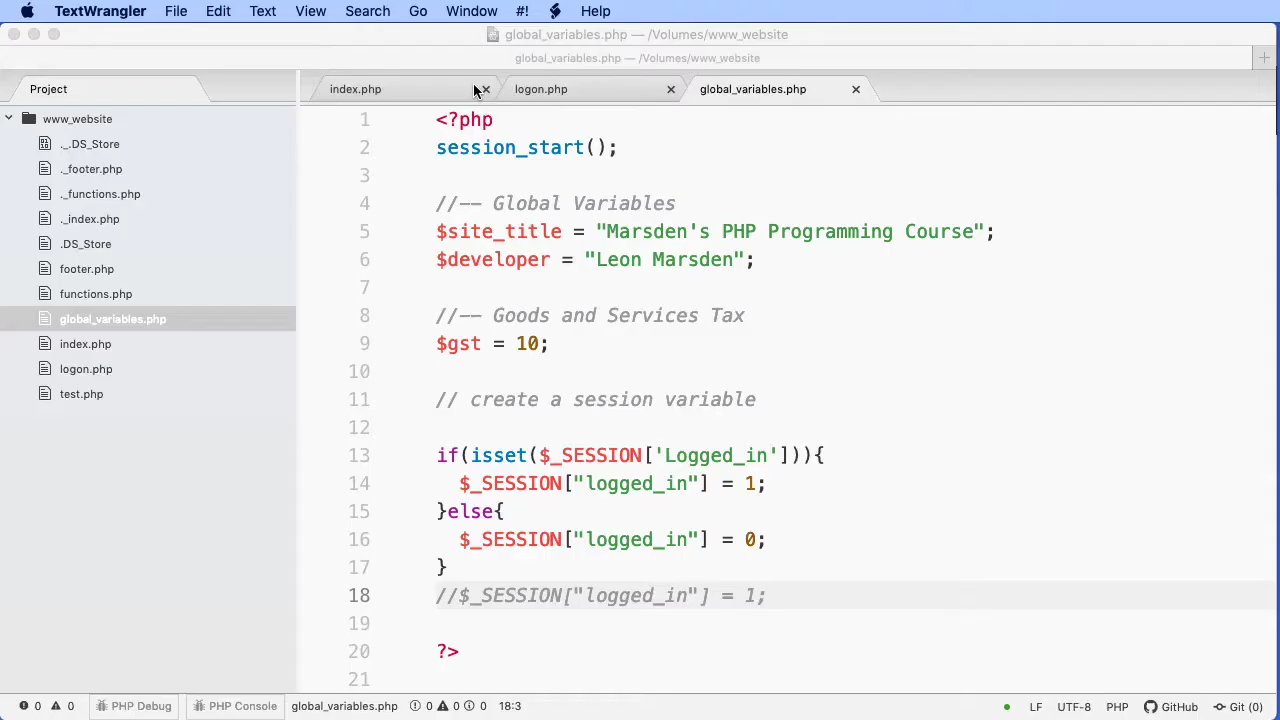 TextWrangler File Edit Text View Search Go Window #! Help
global_variables.php — /Volumes/www_website
global_variables.php — /Volumes/www_website
Project
index.php
logon.php
global_variables.php
www_website
._.DS_Store
._footer.php
._functions.php
._index.php
.DS_Store
footer.php
functions.php
global_variables.php
index.php
logon.php
test.php
1 <?php
2 session_start();
3
4 //-- Global Variables
5 $site_title = "Marsden's PHP Programming Course";
6 $developer = "Leon Marsden";
7
8 //-- Goods and Services Tax
9 $gst = 10;
10
11 // create a session variable
12
13 if(isset($_SESSION['Logged_in'])){
14 $_SESSION["logged_in"] = 1;
15 }else{
16 $_SESSION["logged_in"] = 0;
17 }
18 //$_SESSION["logged_in"] = 1;
19
20 ?>
21
0 0 PHP Debug PHP Console global_variables.php 0 0 0 18:3 LF UTF-8 PHP GitHub Git (0)